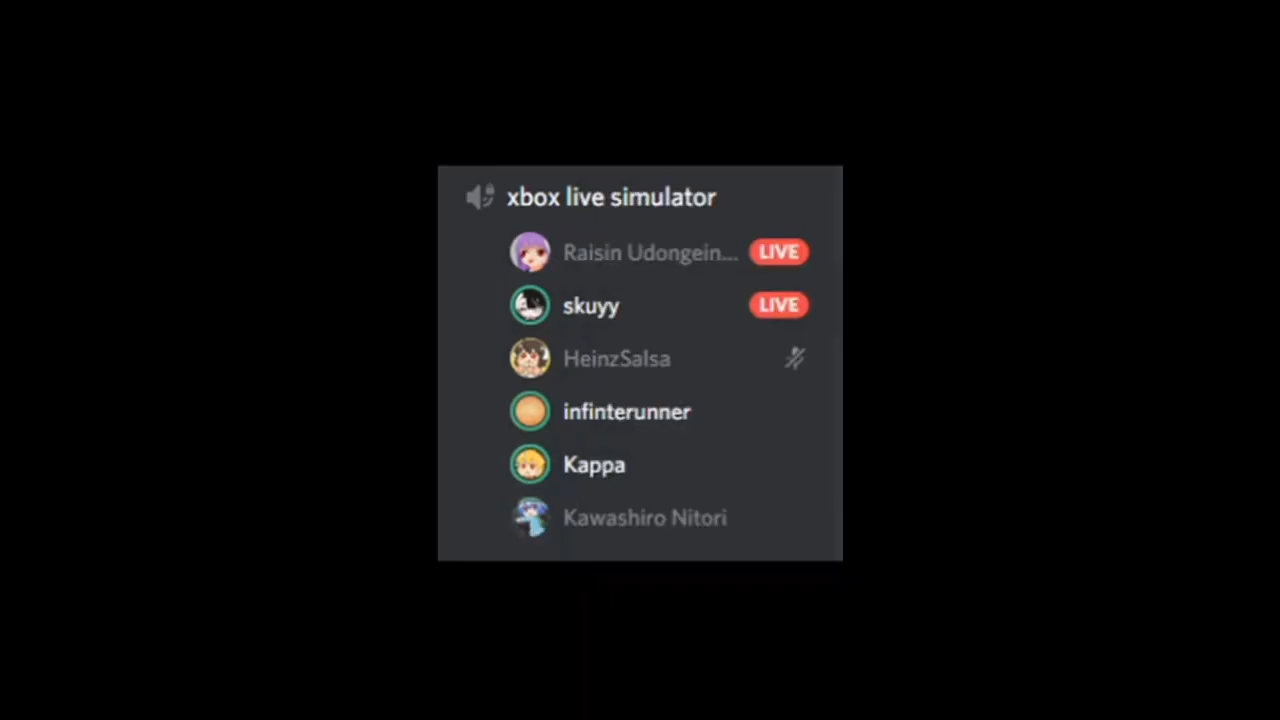 xbox live simulator
Raisin Udongein... LIVE
skuyy LIVE
HeinzSalsa
infinterunner
Kappa
Kawashiro Nitori